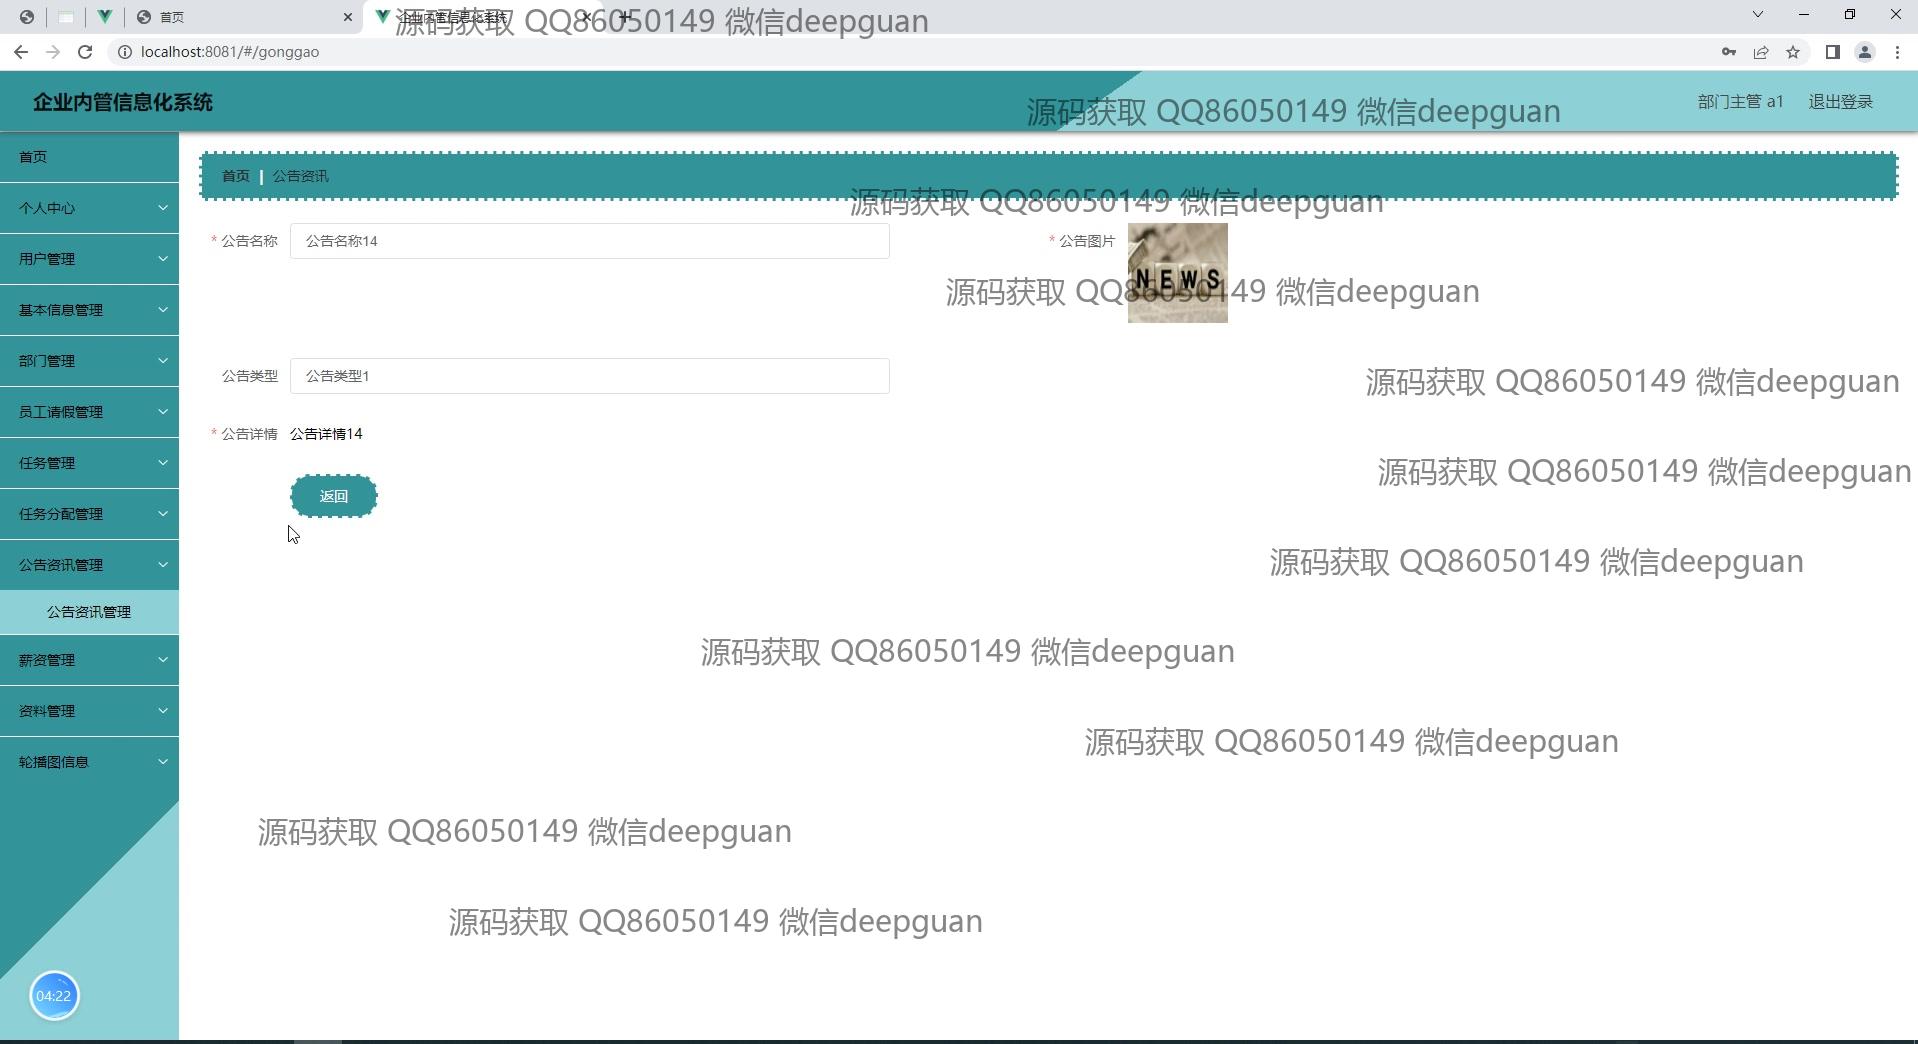 首页
企业内管信息化系统
源码获取 QQ86050149 微信deepguan
localhost:8081/#/gonggao
企业内管信息化系统
源码获取 QQ86050149 微信deepguan
部门主管 a1
退出登录
首页
个人中心
用户管理
基本信息管理
部门管理
员工请假管理
任务管理
任务分配管理
公告资讯管理
公告资讯管理
薪资管理
资料管理
轮播图信息
04:22
首页 | 公告资讯
源码获取 QQ86050149 微信deepguan
* 公告名称 公告名称14
* 公告图片
NEWS
源码获取 QQ86050149 微信deepguan
公告类型 公告类型1
源码获取 QQ86050149 微信deepguan
* 公告详情 公告详情14
源码获取 QQ86050149 微信deepguan
返回
源码获取 QQ86050149 微信deepguan
源码获取 QQ86050149 微信deepguan
源码获取 QQ86050149 微信deepguan
源码获取 QQ86050149 微信deepguan
源码获取 QQ86050149 微信deepguan